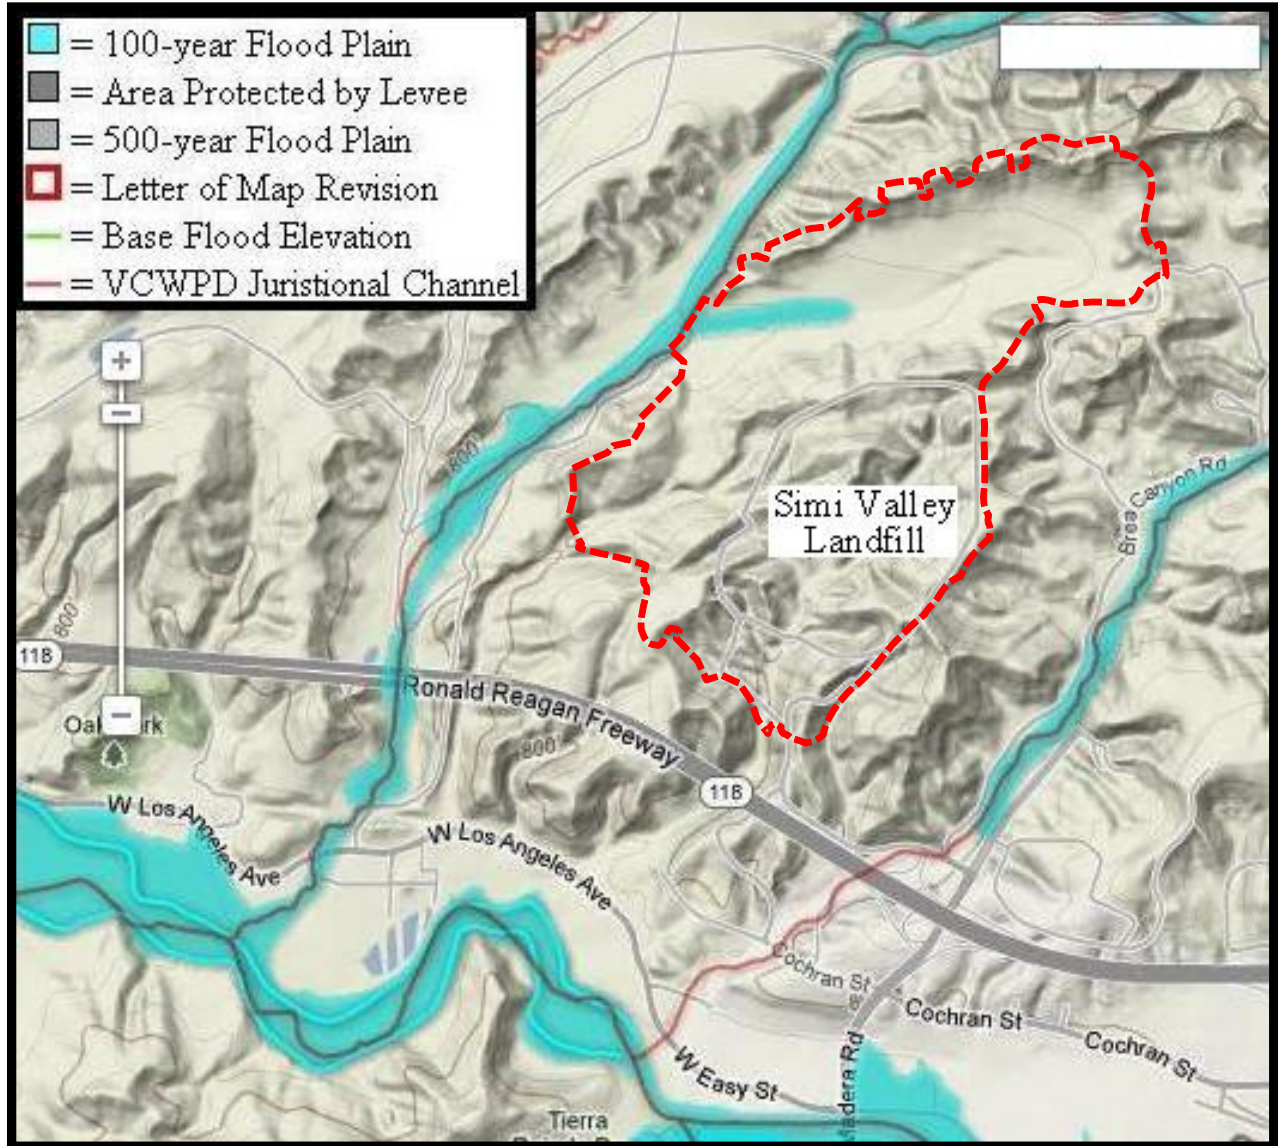 = 100-year Flood Plain
= Area Protected by Levee
= 500-year Flood Plain
= Letter of Map Revision
= Base Flood Elevation
= VCWPD Juristional Channel
+
−
800
Simi Valley
Landfill
Brea Canyon Rd
800
118
Ronald Reagan Freeway
−
800
118
W Los Angeles Ave
W Los Angeles Ave
Cochran St
Cochran St
Cochran St
W Easy St
Tierra